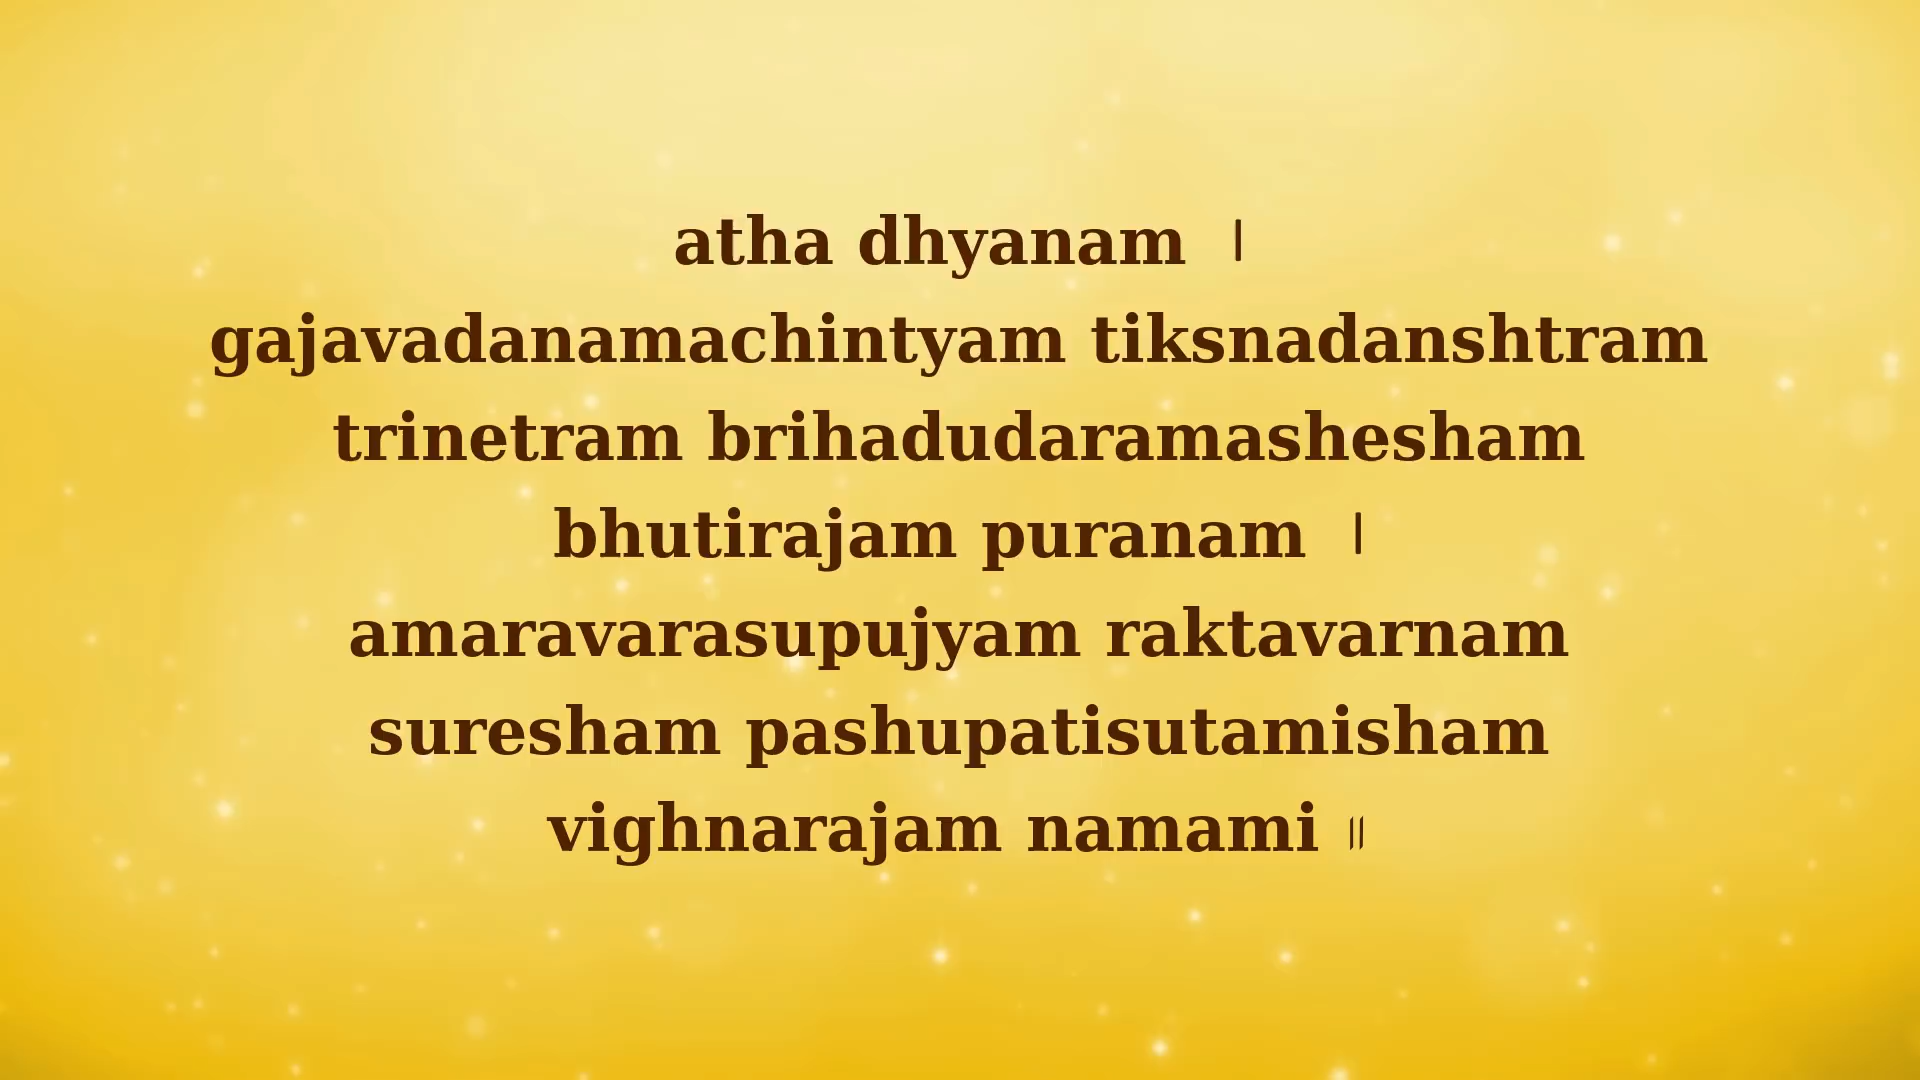 atha dhyanam ।
gajavadanamachintyam tiksnadanshtram
trinetram brihadudaramashesham
bhutirajam puranam ।
amaravarasupujyam raktavarnam
suresham pashupatisutamisham
vighnarajam namami ॥